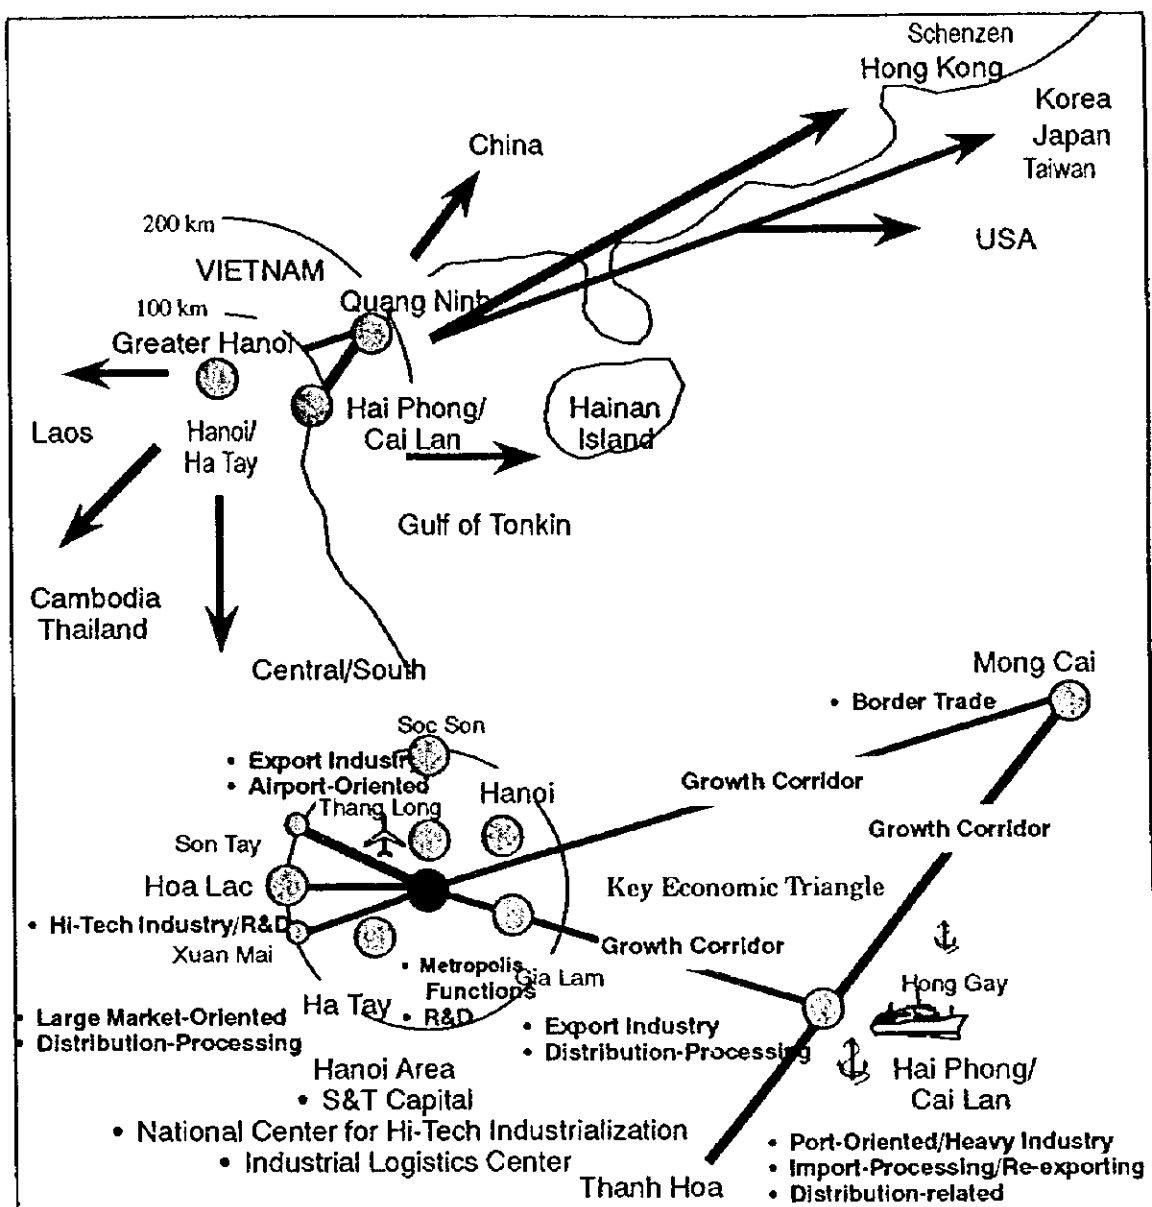 Schenzen
Hong Kong
Korea
Japan
Taiwan
China
200 km
USA
VIETNAM
Quang Ninh
100 km
Greater Hanoi
Hai Phong/
Cai Lan
Hainan
Island
Laos
Hanoi/
Ha Tay
Gulf of Tonkin
Cambodia
Thailand
Central/South
Mong Cai
• Border Trade
Soc Son
• Export Industry
• Airport-Oriented
Growth Corridor
Hanoi
Thang Long
Growth Corridor
Son Tay
Hoa Lac
Key Economic Triangle
• Hi-Tech Industry/R&D
Xuan Mai
Growth Corridor
• Metropolis
Functions
• R&D
Gia Lam
Hong Gay
Ha Tay
• Large Market-Oriented
• Distribution-Processing
• Export Industry
• Distribution-Processing
Hanoi Area
• S&T Capital
• National Center for Hi-Tech Industrialization
• Industrial Logistics Center
Hai Phong/
Cai Lan
• Port-Oriented/Heavy Industry
• Import-Processing/Re-exporting
• Distribution-related
Thanh Hoa